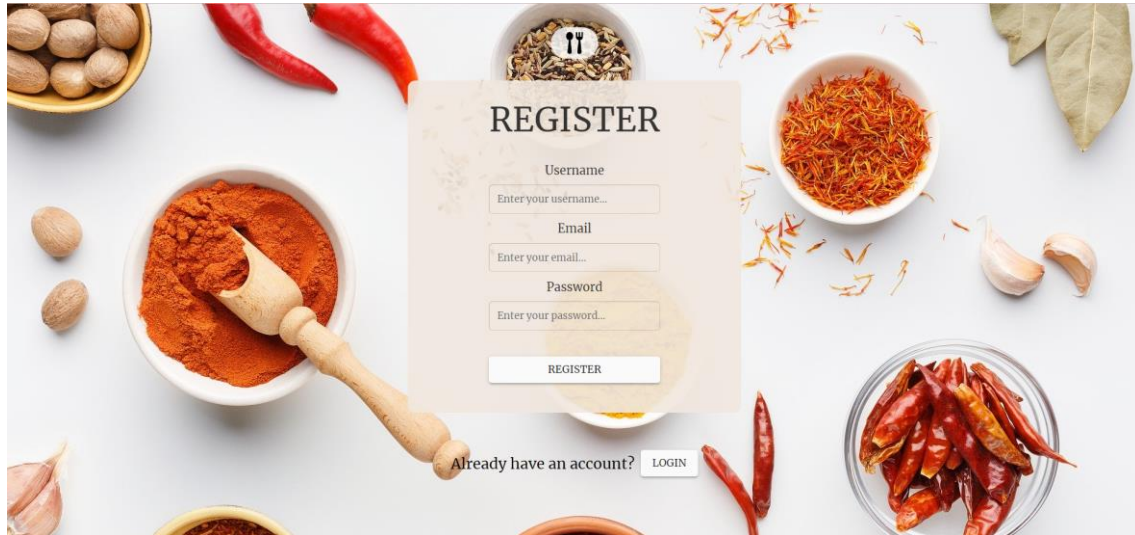 REGISTER
Username
Enter your username...
Email
Enter your email...
Password
Enter your password...
REGISTER
Already have an account? LOGIN